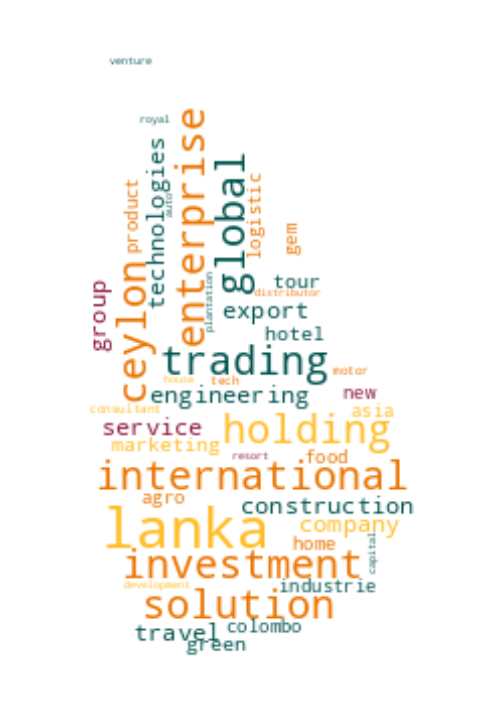 venture
royal
enterprise
technologies
auto
global
product
logistic
gem
ceylon
plantation
group
tour
distributor
export
hotel
trading
motor
house
tech
engineering
new
consultant
asia
service
holding
marketing
resort
food
international
agro
construction
lanka
company
home
capital
investment
development
industrie
solution
travel
colombo
green